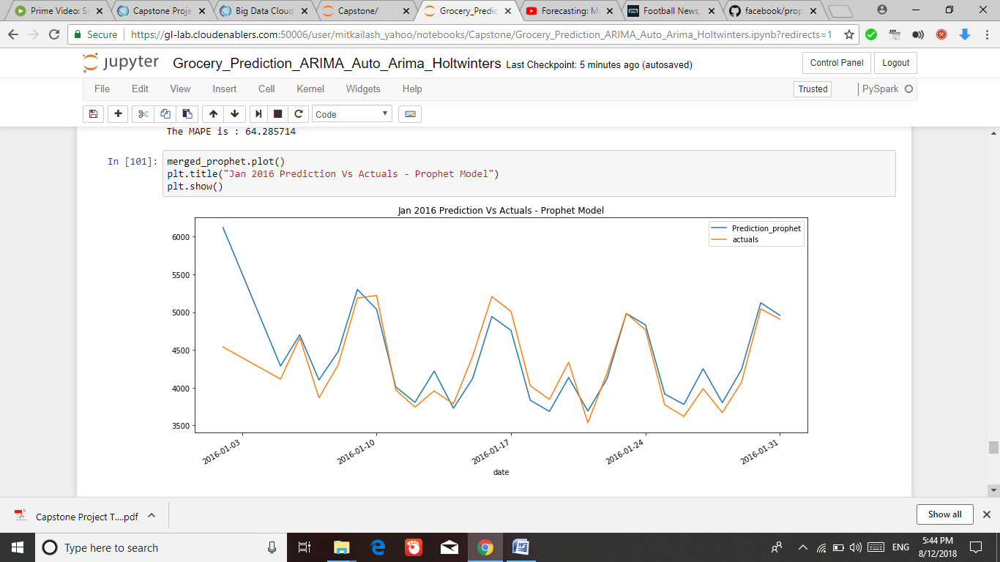 Prime Video: Si
Capstone Proje
Big Data Cloud
Capstone/
Grocery_Predic
Forecasting: M
Football News,
facebook/prop
Secure
https://gl-lab.cloudenablers.com:50006/user/mitkailash_yahoo/notebooks/Capstone/Grocery_Prediction_ARIMA_Auto_Arima_Holtwinters.ipynb?redirects=1
jupyter Grocery_Prediction_ARIMA_Auto_Arima_Holtwinters Last Checkpoint: 5 minutes ago (autosaved)
Control Panel
Logout
File Edit View Insert Cell Kernel Widgets Help
Trusted
PySpark
Code
The MAPE is : 64.285714
In [101]: merged_prophet.plot()
plt.title("Jan 2016 Prediction Vs Actuals - Prophet Model")
plt.show()
Jan 2016 Prediction Vs Actuals - Prophet Model
Prediction_prophet
actuals
6000
5500
5000
4500
4000
3500
2016-01-03
2016-01-10
2016-01-17
2016-01-24
2016-01-31
date
Capstone Project T....pdf
Show all
Type here to search
ENG
5:44 PM
8/12/2018